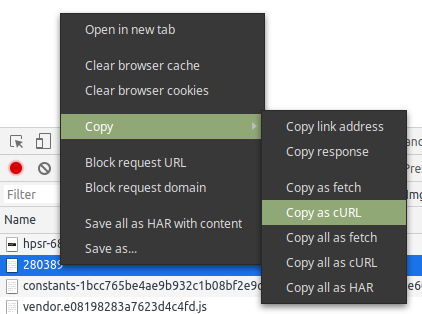 Open in new tab
Clear browser cache
Clear browser cookies
Copy
Block request URL
Block request domain
Save all as HAR with content
Save as...
Copy link address
Copy response
Copy as fetch
Copy as cURL
Copy all as fetch
Copy all as cURL
Copy all as HAR
Filter
Name
hpsr-68
280389
constants-1bcc765be4ae9b932c1b08bf2e9c
vendor.e08198283a7623d4c4fd.js